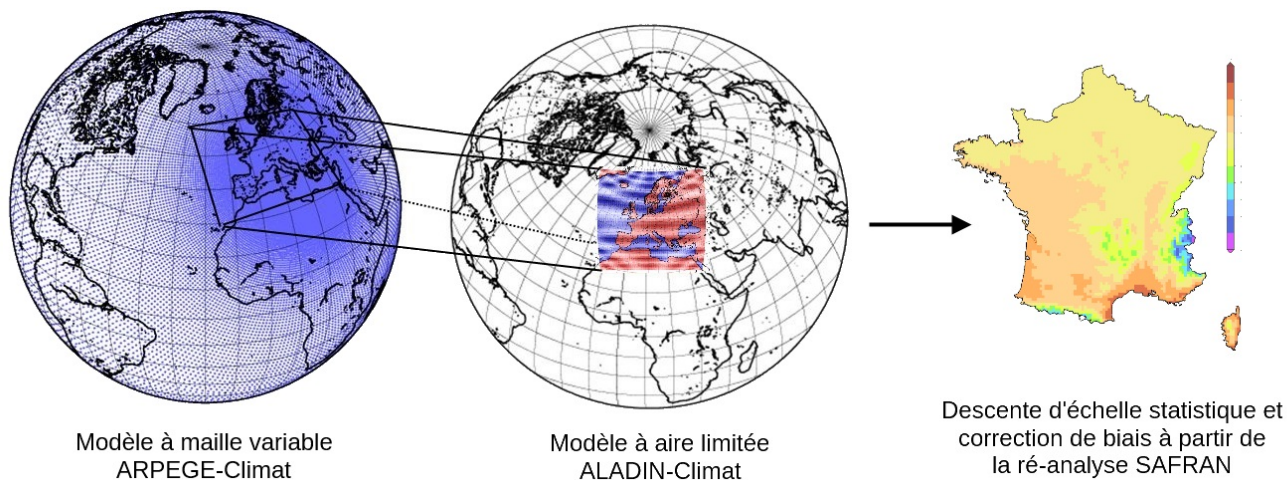 Modèle à maille variable
ARPEGE-Climat
Modèle à aire limitée
ALADIN-Climat
Descente d'échelle statistique et
correction de biais à partir de
la ré-analyse SAFRAN